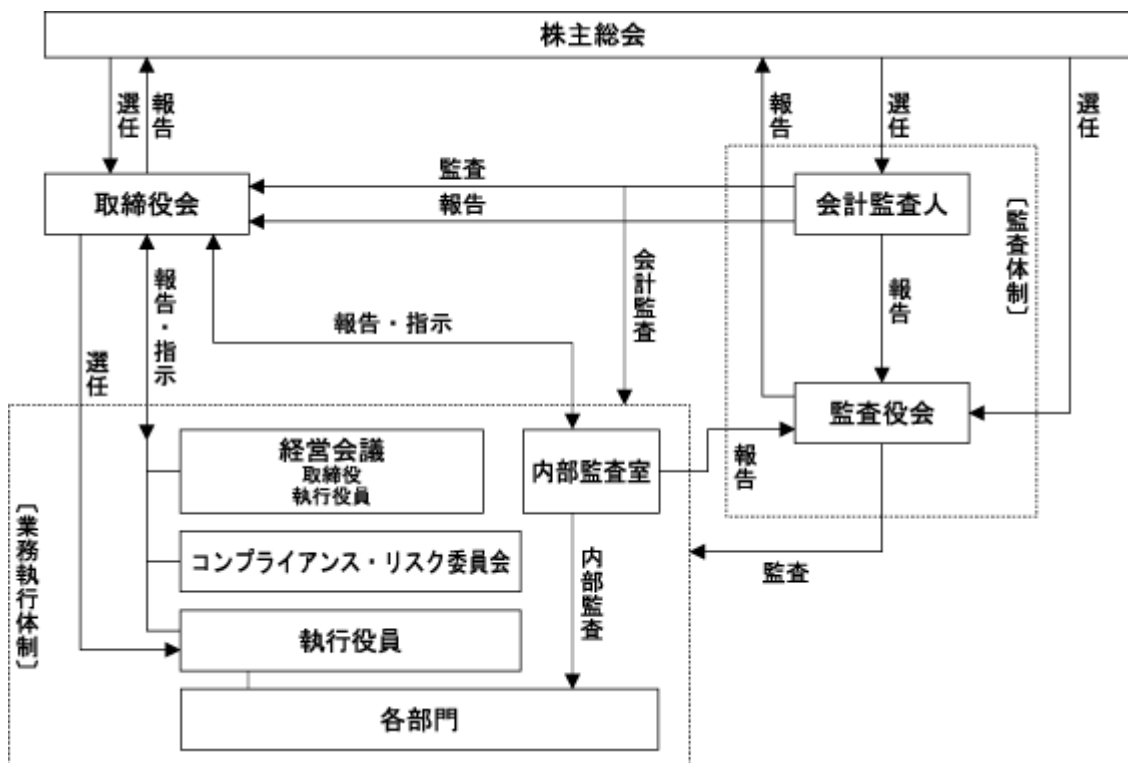 株主総会
選任
報告
報告
選任
選任
監査
取締役会
会計監査人
報告
〔監査体制〕
会計監査
報告・指示
報告・指示
報告
選任
監査役会
経営会議
取締役
執行役員
内部監査室
報告
〔業務執行体制〕
コンプライアンス・リスク委員会
内部監査
監査
執行役員
各部門